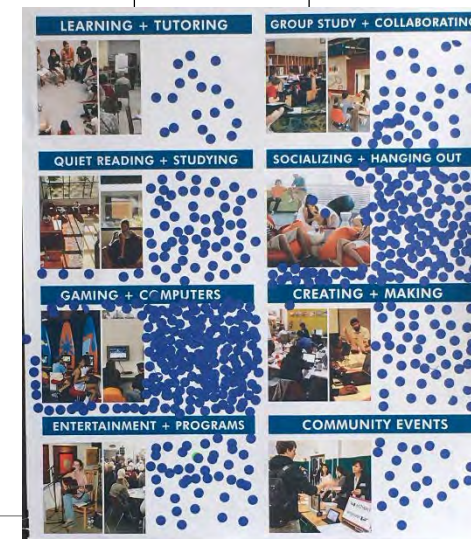 LEARNING + TUTORING
GROUP STUDY + COLLABORATING
QUIET READING + STUDYING
SOCIALIZING + HANGING OUT
GAMING + COMPUTERS
CREATING + MAKING
ENTERTAINMENT + PROGRAMS
COMMUNITY EVENTS